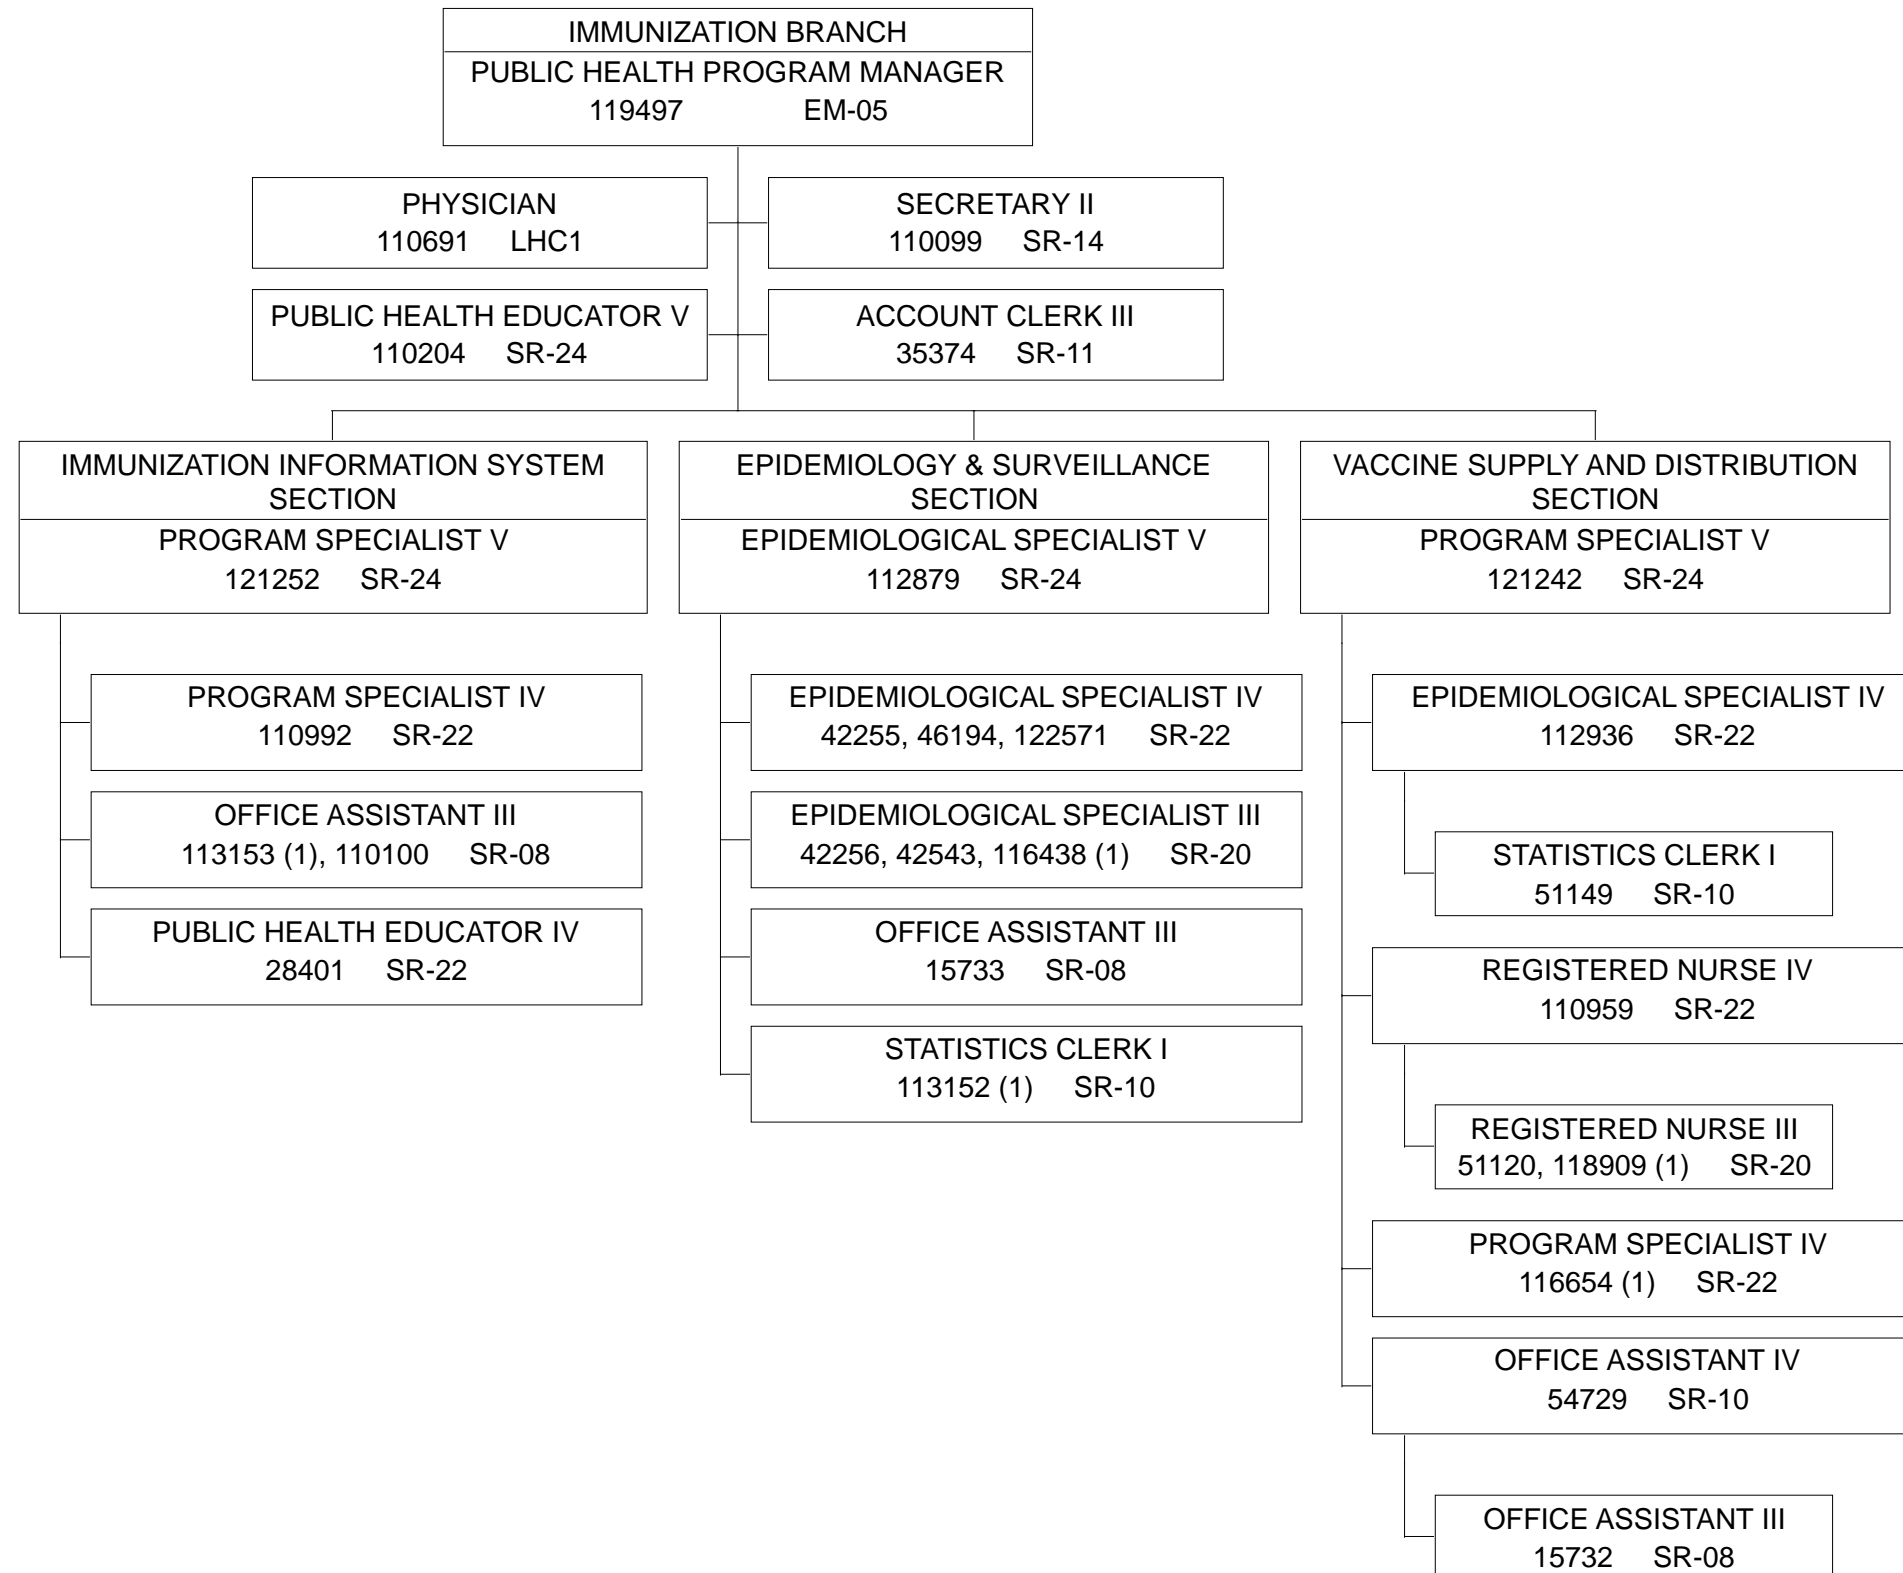 IMMUNIZATION BRANCH
PUBLIC HEALTH PROGRAM MANAGER
119497 EM-05
PHYSICIAN
110691 LHC1
SECRETARY II
110099 SR-14
PUBLIC HEALTH EDUCATOR V
110204 SR-24
ACCOUNT CLERK III
35374 SR-11
IMMUNIZATION INFORMATION SYSTEM
SECTION
PROGRAM SPECIALIST V
121252 SR-24
PROGRAM SPECIALIST IV
110992 SR-22
OFFICE ASSISTANT III
113153 (1), 110100 SR-08
PUBLIC HEALTH EDUCATOR IV
28401 SR-22
EPIDEMIOLOGY & SURVEILLANCE
SECTION
EPIDEMIOLOGICAL SPECIALIST V
112879 SR-24
EPIDEMIOLOGICAL SPECIALIST IV
42255, 46194, 122571 SR-22
EPIDEMIOLOGICAL SPECIALIST III
42256, 42543, 116438 (1) SR-20
OFFICE ASSISTANT III
15733 SR-08
STATISTICS CLERK I
113152 (1) SR-10
VACCINE SUPPLY AND DISTRIBUTION
SECTION
PROGRAM SPECIALIST V
121242 SR-24
EPIDEMIOLOGICAL SPECIALIST IV
112936 SR-22
STATISTICS CLERK I
51149 SR-10
REGISTERED NURSE IV
110959 SR-22
REGISTERED NURSE III
51120, 118909 (1) SR-20
PROGRAM SPECIALIST IV
116654 (1) SR-22
OFFICE ASSISTANT IV
54729 SR-10
OFFICE ASSISTANT III
15732 SR-08